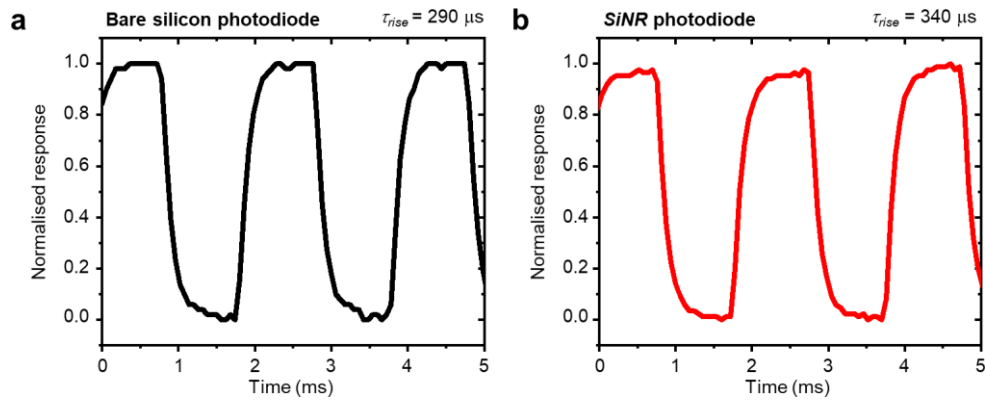 a Bare silicon photodiode τrise = 290 μs
1.0
0.8
0.6
0.4
0.2
0.0
Normalised response
0 1 2 3 4 5
Time (ms)
b SiNR photodiode τrise = 340 μs
1.0
0.8
0.6
0.4
0.2
0.0
Normalised response
0 1 2 3 4 5
Time (ms)